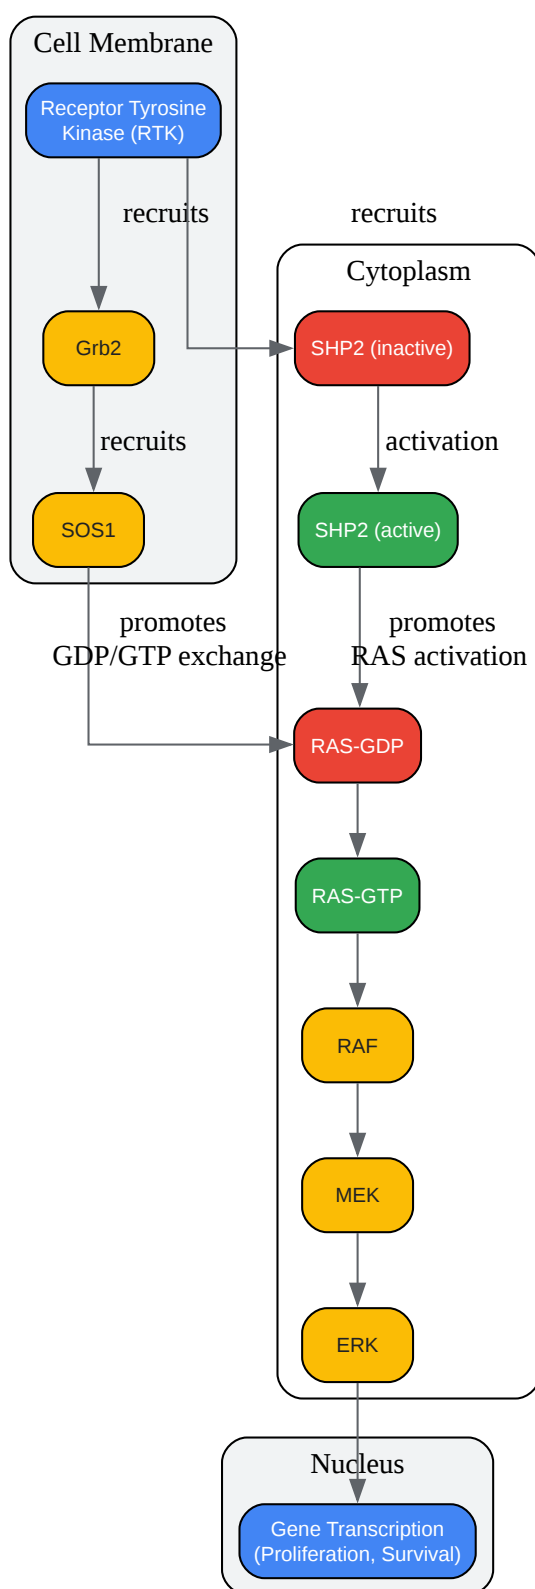 Cell Membrane
Receptor Tyrosine
Kinase (RTK)
recruits
recruits
Cytoplasm
Grb2
SHP2 (inactive)
recruits
activation
SOS1
SHP2 (active)
promotes
GDP/GTP exchange
promotes
RAS activation
RAS-GDP
RAS-GTP
RAF
MEK
ERK
Nucleus
Gene Transcription
(Proliferation, Survival)